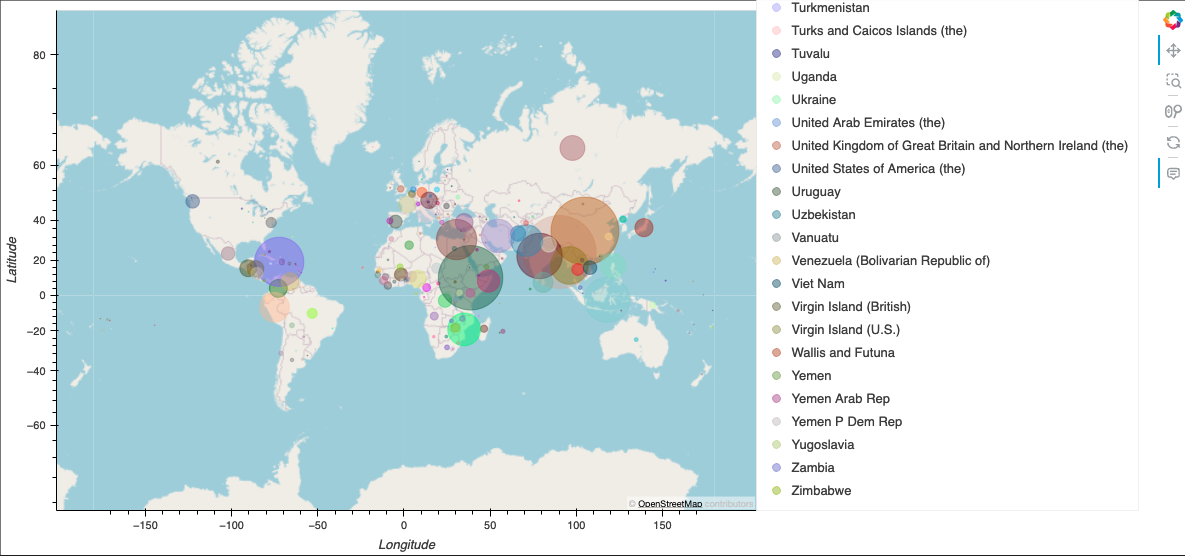 Latitude
80
60
40
20
0
−20
−40
−60
© OpenStreetMap contributors
−150
−100
−50
0
50
100
150
Longitude
Turkmenistan
Turks and Caicos Islands (the)
Tuvalu
Uganda
Ukraine
United Arab Emirates (the)
United Kingdom of Great Britain and Northern Ireland (the)
United States of America (the)
Uruguay
Uzbekistan
Vanuatu
Venezuela (Bolivarian Republic of)
Viet Nam
Virgin Island (British)
Virgin Island (U.S.)
Wallis and Futuna
Yemen
Yemen Arab Rep
Yemen P Dem Rep
Yugoslavia
Zambia
Zimbabwe